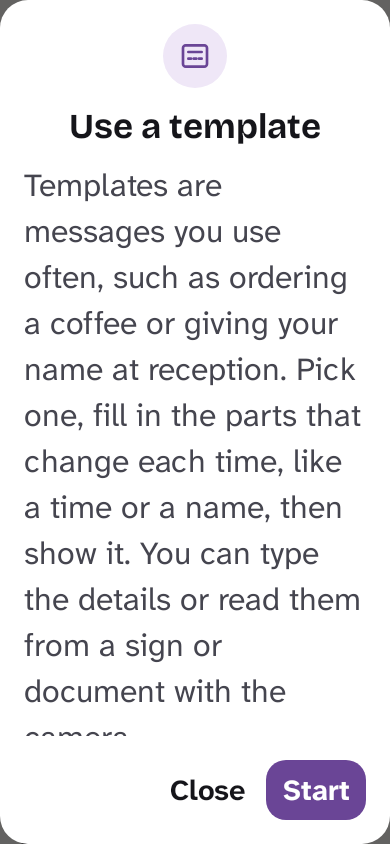 Use a template
Templates are
messages you use
often, such as ordering
a coffee or giving your
name at reception. Pick
one, fill in the parts that
change each time, like
a time or a name, then
show it. You can type
the details or read them
from a sign or
document with the
Close
Start